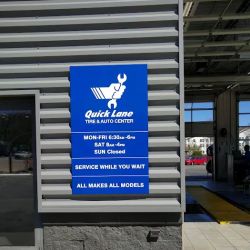 Quick Lane
TIRE & AUTO CENTER
MON-FRI 6:30AM-6PM
SAT 8AM-4PM
SUN Closed
SERVICE WHILE YOU WAIT
ALL MAKES ALL MODELS